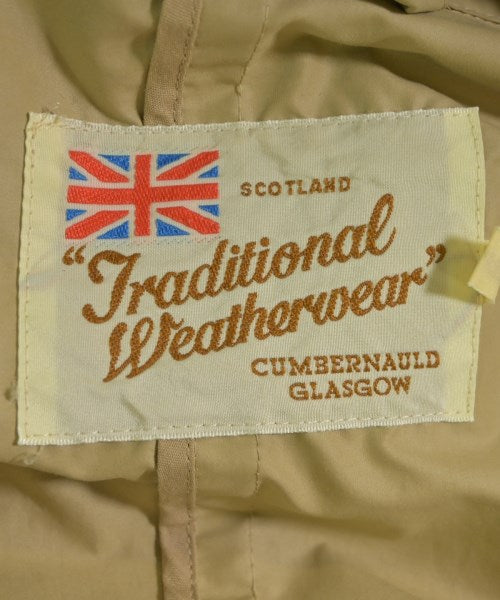 SCOTLAND
"Traditional
Weatherwear"
CUMBERNAULD
GLASGOW